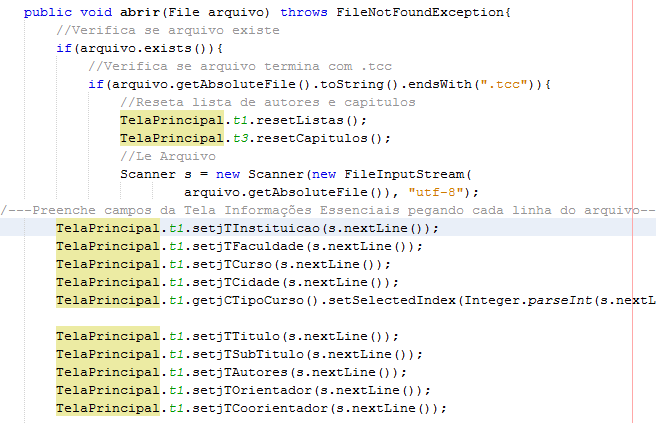 public void abrir(File arquivo) throws FileNotFoundException{
//Verifica se arquivo existe
if(arquivo.exists()){
//Verifica se arquivo termina com .tcc
if(arquivo.getAbsoluteFile().toString().endsWith(".tcc")){
//Reseta lista de autores e capitulos
TelaPrincipal.t1.resetListas();
TelaPrincipal.t3.resetCapitulos();
//Le Arquivo
Scanner s = new Scanner(new FileInputStream(
arquivo.getAbsoluteFile()), "utf-8");
/---Preenche campos da Tela Informações Essenciais pegando cada linha do arquivo--
TelaPrincipal.t1.setjTInstituicao(s.nextLine());
TelaPrincipal.t1.setjTFaculdade(s.nextLine());
TelaPrincipal.t1.setjTCurso(s.nextLine());
TelaPrincipal.t1.setjTCidade(s.nextLine());
TelaPrincipal.t1.getjCTipoCurso().setSelectedIndex(Integer.parseInt(s.nextL
TelaPrincipal.t1.setjTTitulo(s.nextLine());
TelaPrincipal.t1.setjTSubTitulo(s.nextLine());
TelaPrincipal.t1.setjTAutores(s.nextLine());
TelaPrincipal.t1.setjTOrientador(s.nextLine());
TelaPrincipal.t1.setjTCoorientador(s.nextLine());